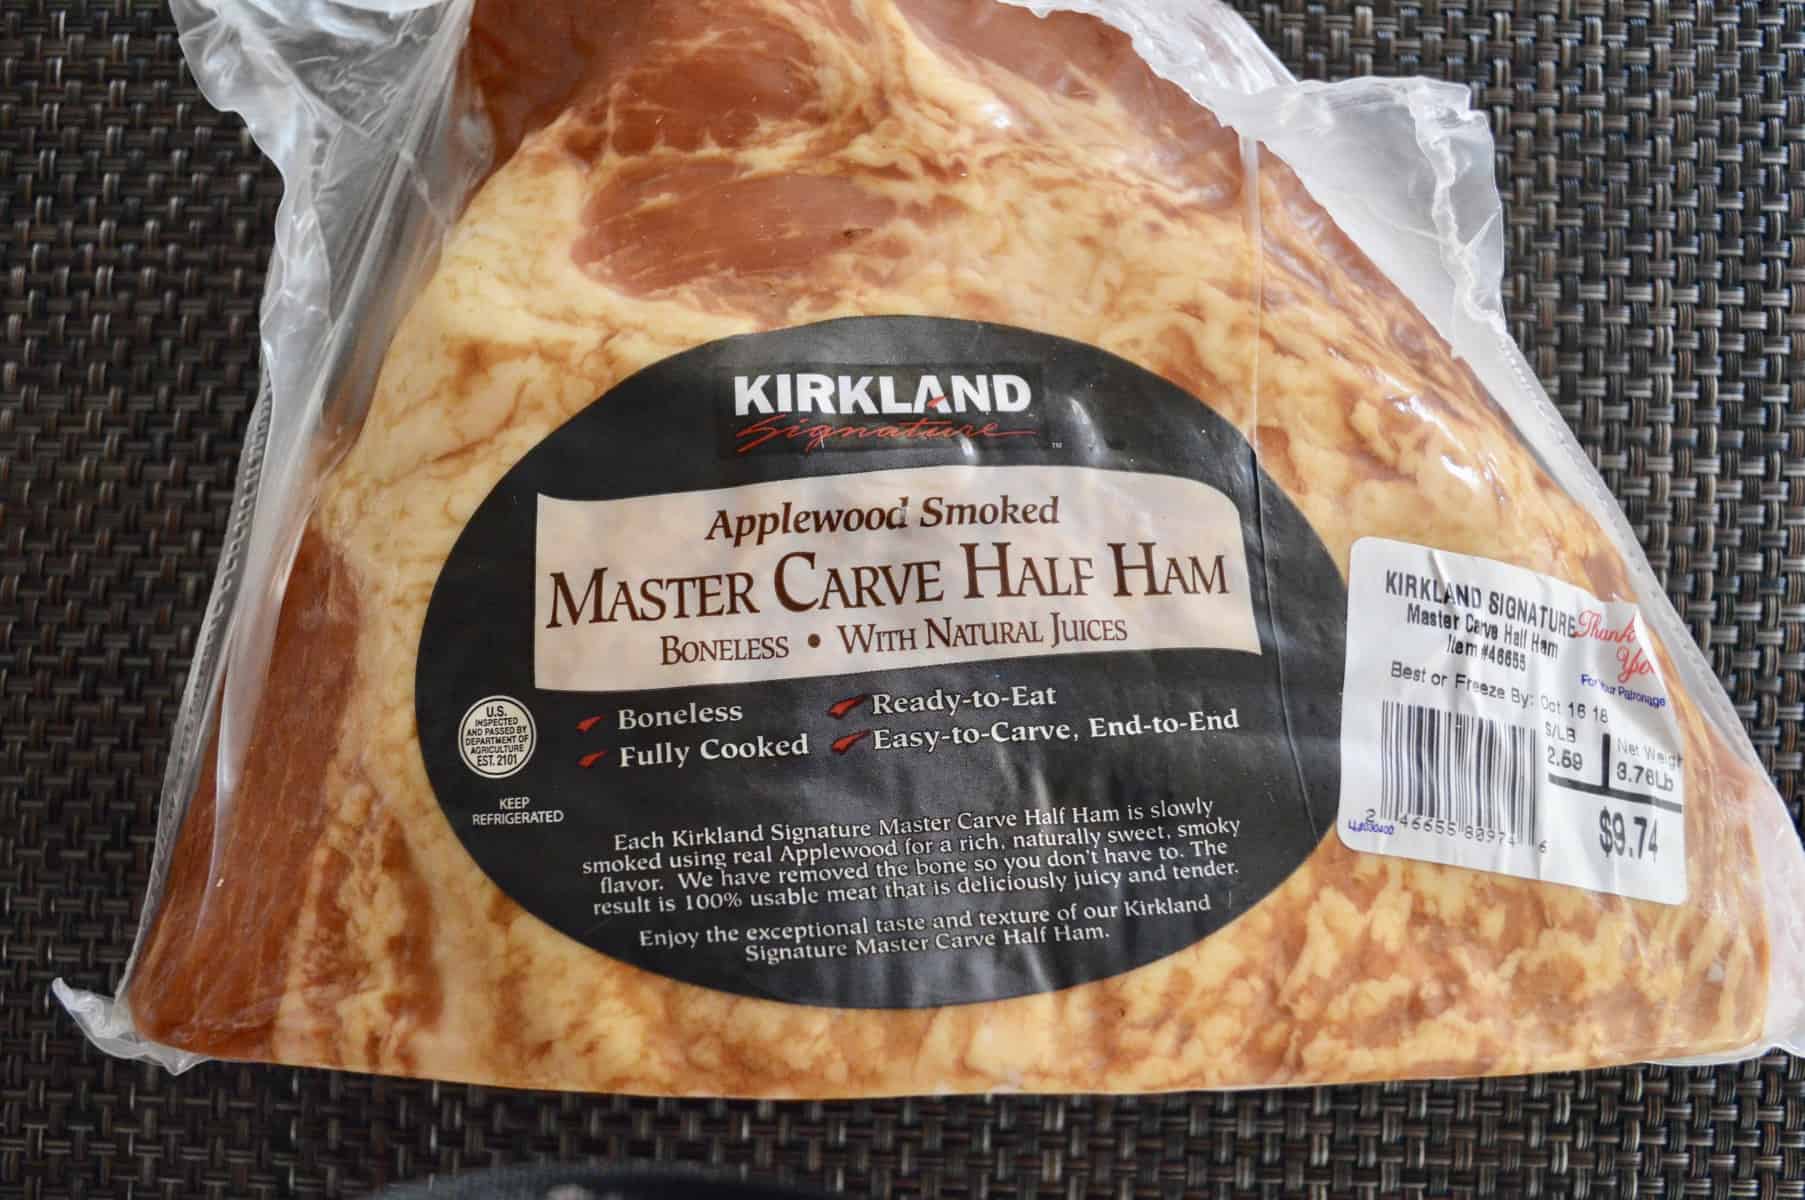 KIRKLAND
Signature
™
Applewood Smoked
MASTER CARVE HALF HAM
BONELESS • WITH NATURAL JUICES
Boneless
Fully Cooked
Ready-to-Eat
Easy-to-Carve, End-to-End
U.S.
INSPECTED
AND PASSED BY
DEPARTMENT OF
AGRICULTURE
EST. 2101
KEEP
REFRIGERATED
Each Kirkland Signature Master Carve Half Ham is slowly
smoked using real Applewood for a rich, naturally sweet, smoky
flavor. We have removed the bone so you don't have to. The
result is 100% usable meat that is deliciously juicy and tender.
Enjoy the exceptional taste and texture of our Kirkland
Signature Master Carve Half Ham.
KIRKLAND SIGNATURE
Master Carve Half Ham
Item #46655
Thank
You
For Your Patronage
Best or Freeze By: Oct 16 18
$/LB
2.59
Net Weight
3.76Lb
$9.74
2 46655 80974 6